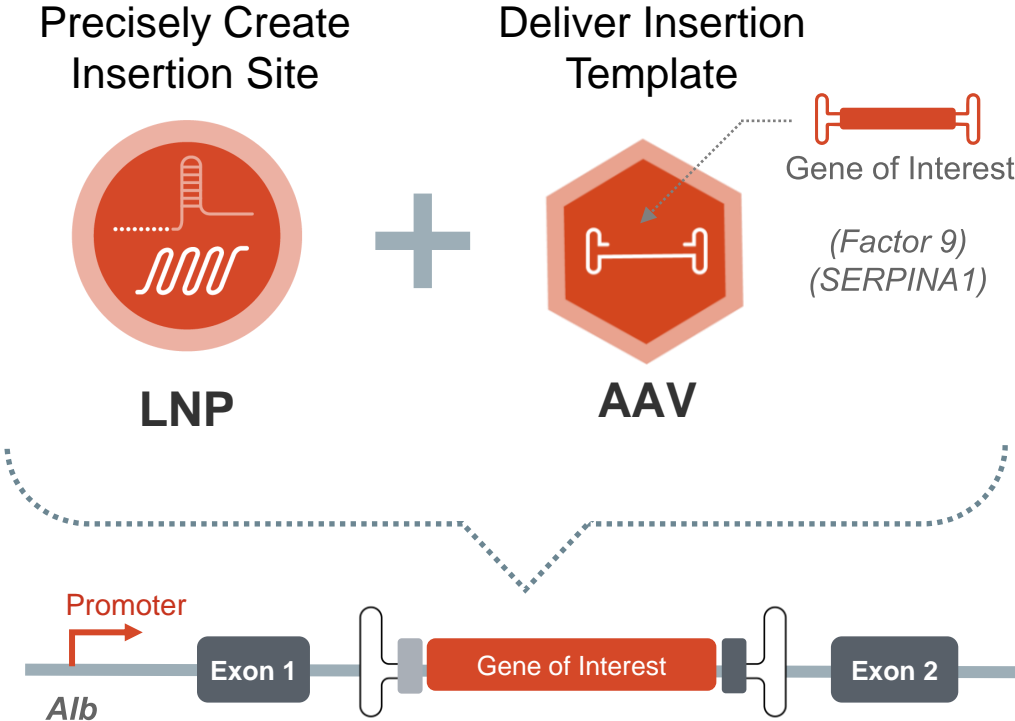 Precisely Create
Insertion Site
Deliver Insertion
Template
Gene of Interest
(Factor 9)
(SERPINA1)
LNP
AAV
Promoter
Exon 1
Gene of Interest
Exon 2
Alb